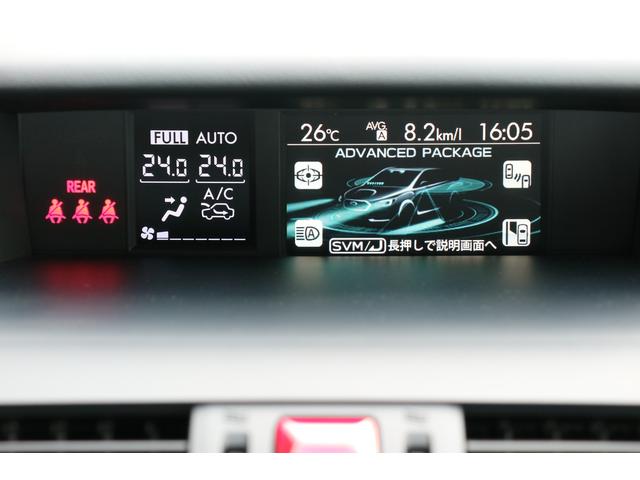 26℃ AVG A 8.2km/l 16:05
FULL AUTO
24.0 24.0
A/C
REAR
ADVANCED PACKAGE
A
SVM/ 長押しで説明画面へ